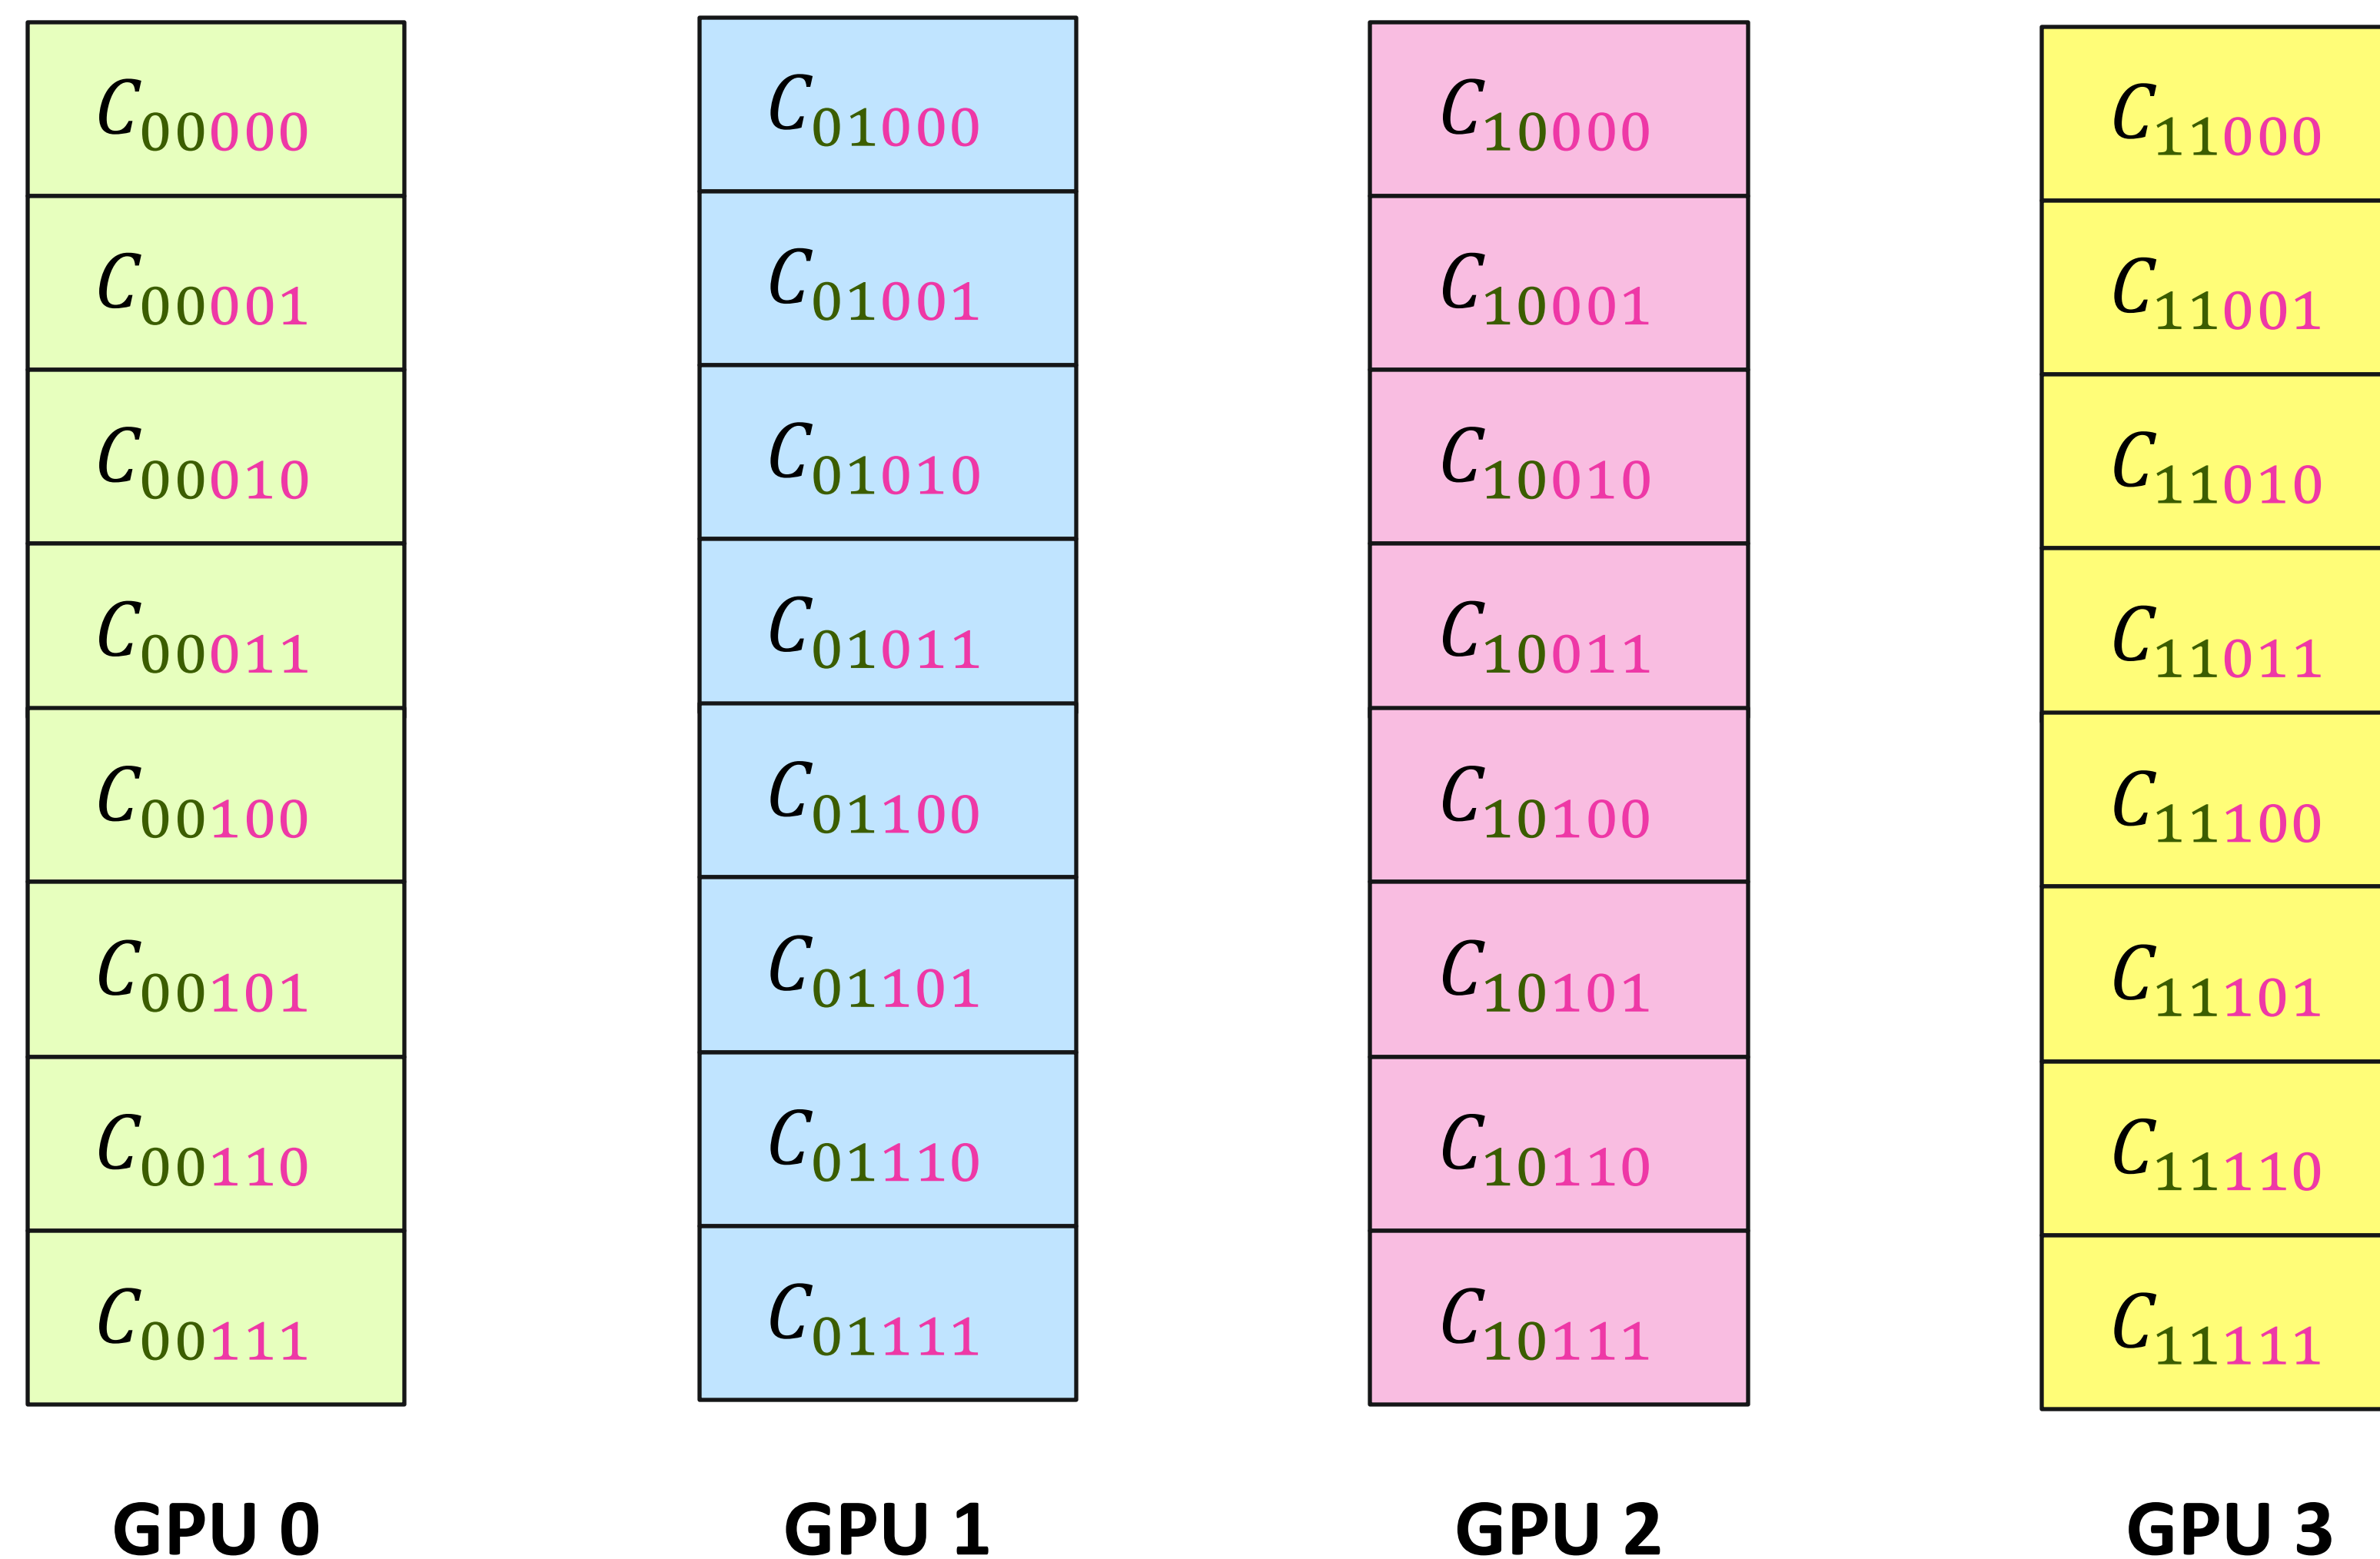 C00000 C01000 C10000 C11000
C00001 C01001 C10001 C11001
C00010 C01010 C10010 C11010
C00011 C01011 C10011 C11011
C00100 C01100 C10100 C11100
C00101 C01101 C10101 C11101
C00110 C01110 C10110 C11110
C00111 C01111 C10111 C11111
GPU 0 GPU 1 GPU 2 GPU 3